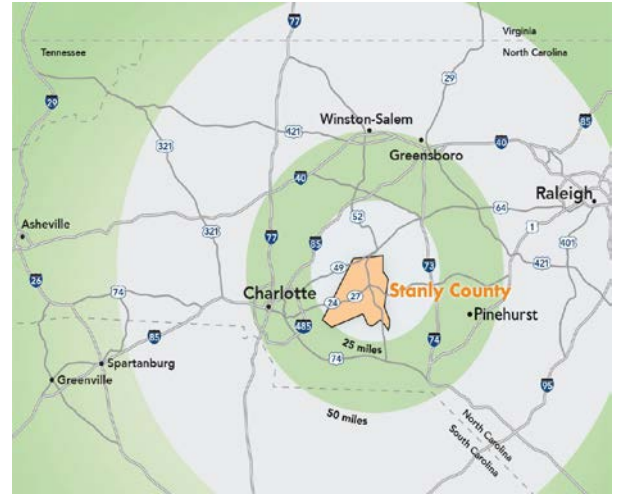 77
Virginia
North Carolina
Tennessee
29
29
Winston-Salem
421
85
321
Greensboro
40
40
64
Raleigh
52
1
Asheville
321
77
85
401
49
73
421
26
74
Charlotte
24
27
Stanly County
Pinehurst
485
85
25 miles
74
74
Spartanburg
Greenville
95
50 miles
North Carolina
South Carolina